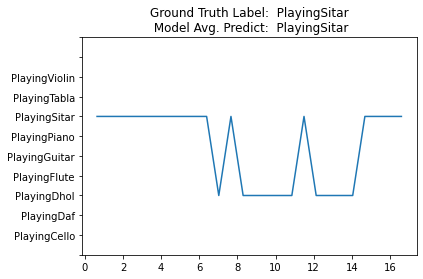 Ground Truth Label:  PlayingSitar
Model Avg. Predict:  PlayingSitar
PlayingViolin
PlayingTabla
PlayingSitar
PlayingPiano
PlayingGuitar
PlayingFlute
PlayingDhol
PlayingDaf
PlayingCello
0 2 4 6 8 10 12 14 16